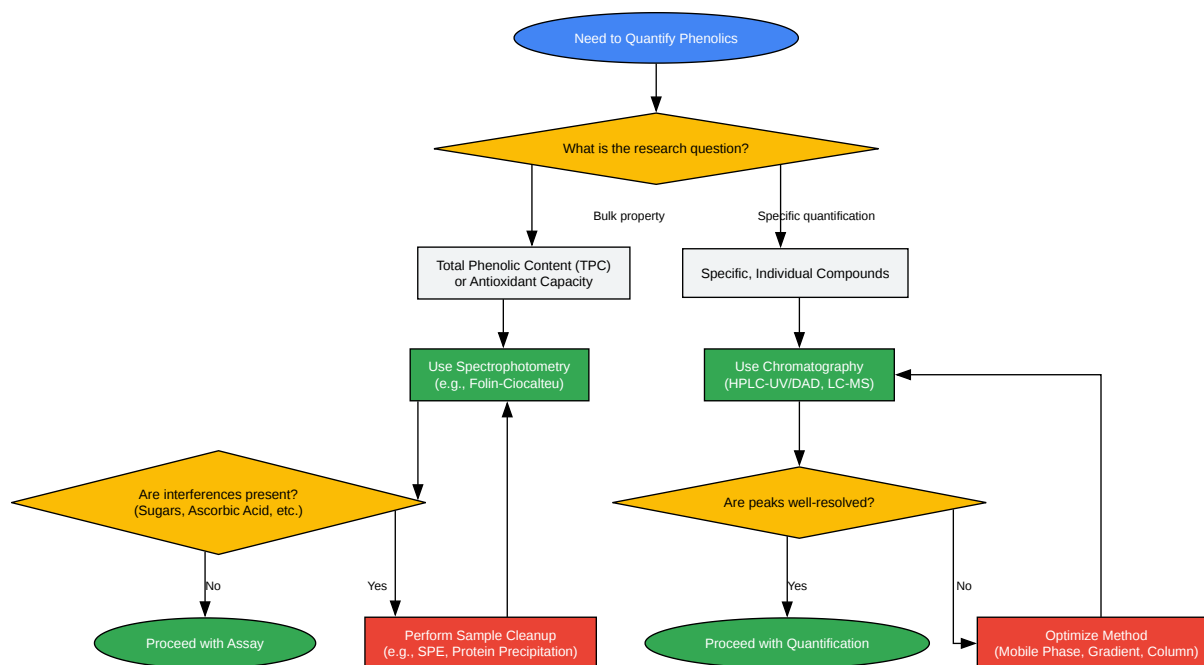 Need to Quantify Phenolics
What is the research question?
Bulk property
Specific quantification
Total Phenolic Content (TPC)
or Antioxidant Capacity
Specific, Individual Compounds
Use Spectrophotometry
(e.g., Folin-Ciocalteu)
Use Chromatography
(HPLC-UV/DAD, LC-MS)
Are interferences present?
(Sugars, Ascorbic Acid, etc.)
Are peaks well-resolved?
No
Yes
Yes
No
Proceed with Assay
Perform Sample Cleanup
(e.g., SPE, Protein Precipitation)
Proceed with Quantification
Optimize Method
(Mobile Phase, Gradient, Column)